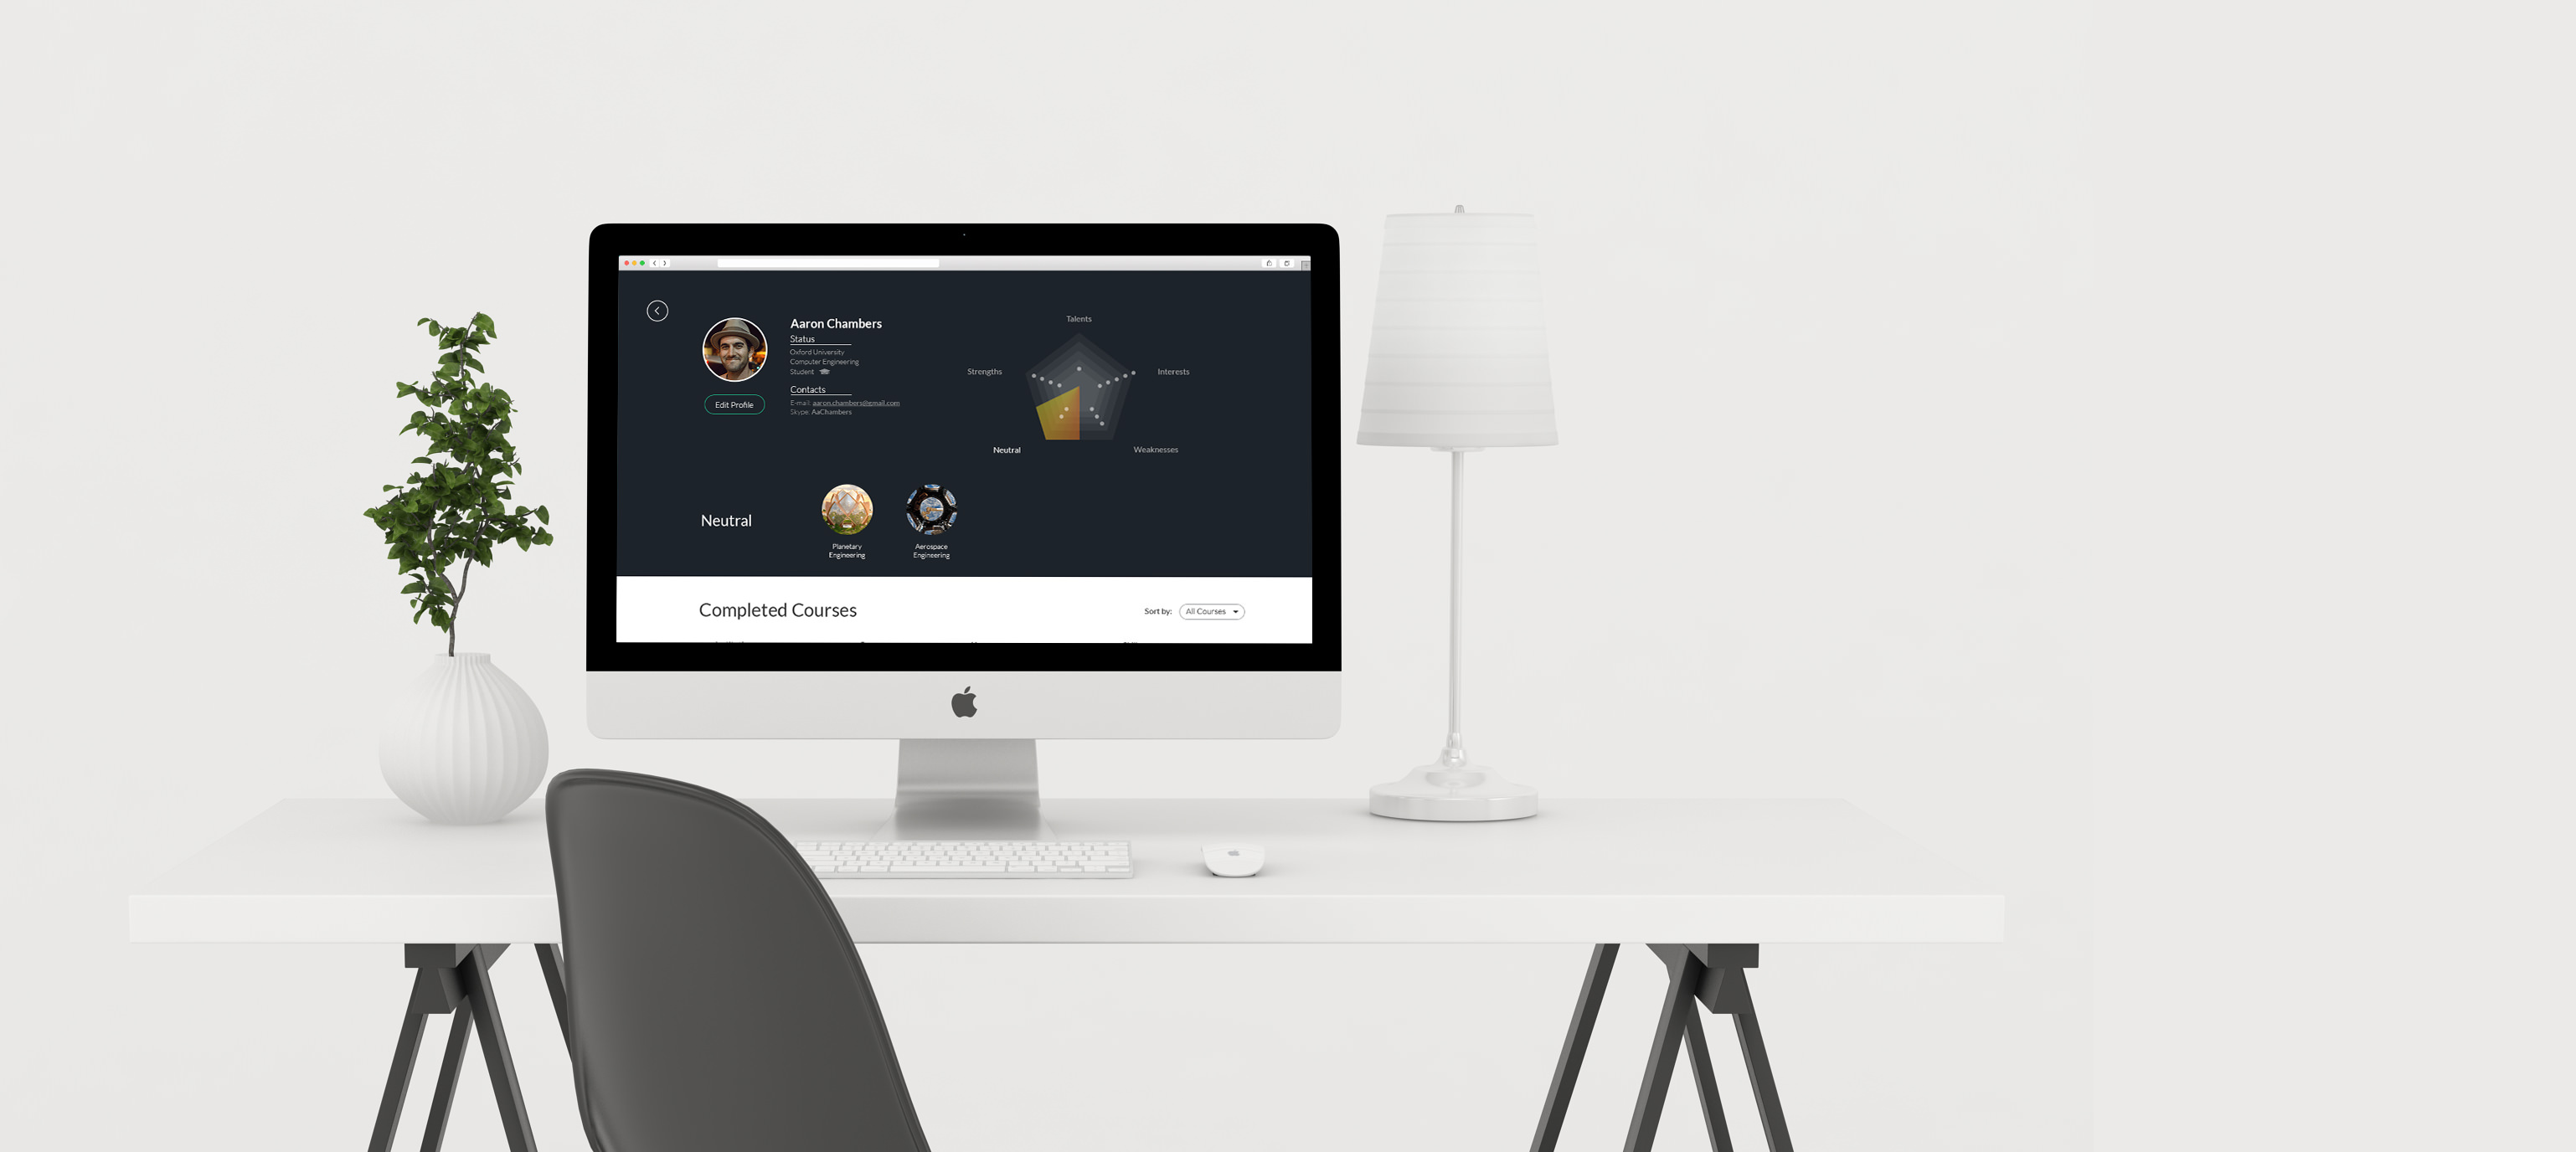 Aaron Chambers
Status
Oxford University
Computer Engineering
Student
Contacts
E-mail: aaron.chambers@gmail.com
Skype: AaChambers
Edit Profile
Talents
Strengths
Interests
Neutral
Weaknesses
Neutral
Planetary
Engineering
Aerospace
Engineering
Completed Courses
Sort by:
All Courses